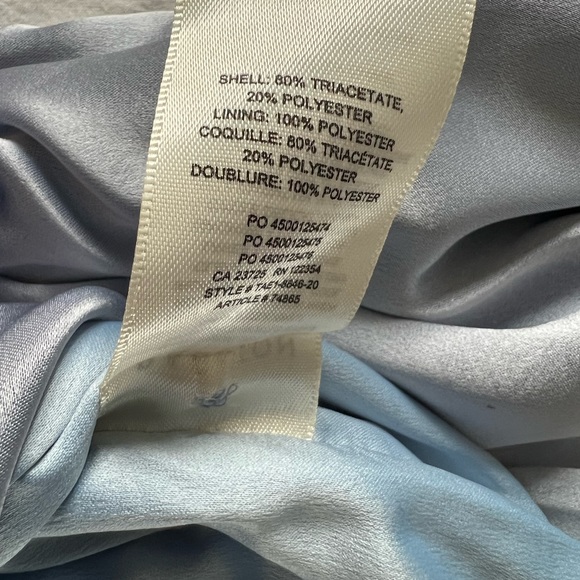 SHELL: 80% TRIACETATE,
20% POLYESTER
LINING: 100% POLYESTER
COQUILLE: 80% TRIACÉTATE,
20% POLYESTER
DOUBLURE: 100% POLYESTER
PO 4500125474
PO 4500125475
PO 4500125476
CA 23725 RN 122354
STYLE # TAE1-8846-20
ARTICLE # 74865